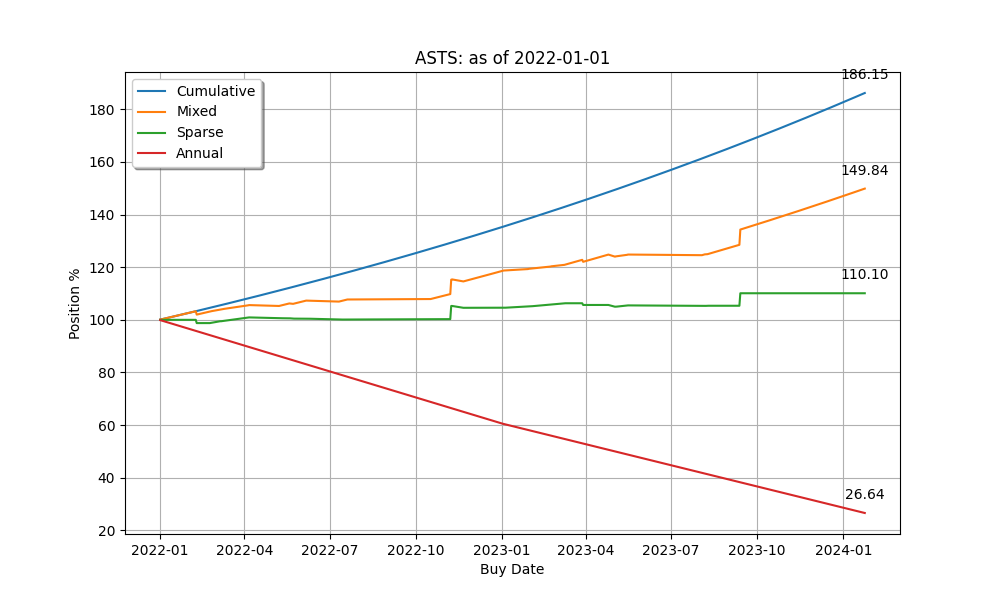 ASTS: as of 2022-01-01
186.15
Cumulative
Mixed
Sparse
Annual
149.84
110.10
26.64
Position %
180
160
140
120
100
80
60
40
20
2022-01 2022-04 2022-07 2022-10 2023-01 2023-04 2023-07 2023-10 2024-01
Buy Date